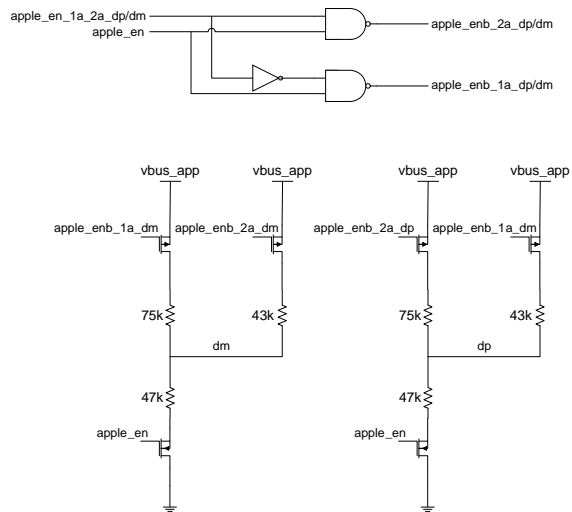 apple_en_1a_2a_dp/dm
apple_en
apple_enb_2a_dp/dm
apple_enb_1a_dp/dm
vbus_app
vbus_app
vbus_app
vbus_app
apple_enb_1a_dm
apple_enb_2a_dm
apple_enb_2a_dp
apple_enb_1a_dm
75k
43k
75k
43k
dm
dp
47k
47k
apple_en
apple_en